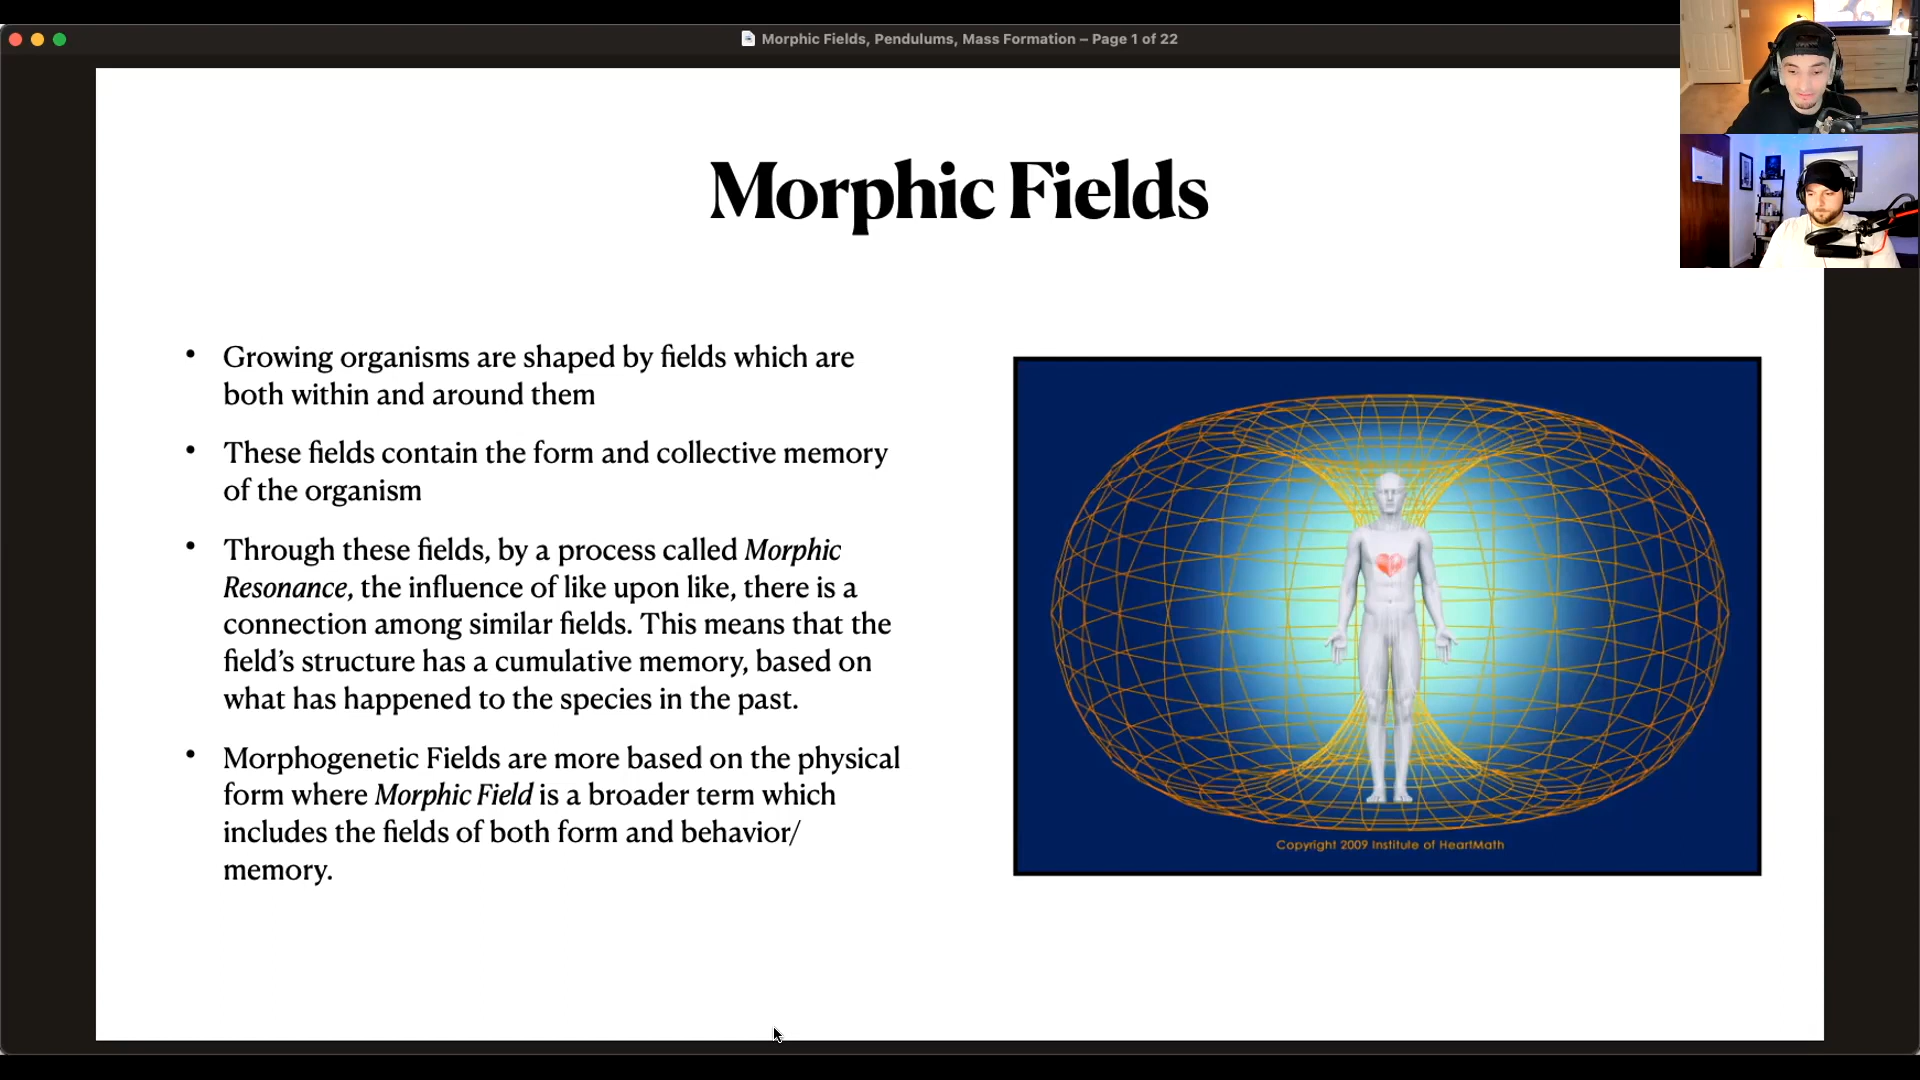 Morphic Fields, Pendulums, Mass Formation – Page 1 of 22
Morphic Fields
• Growing organisms are shaped by fields which are
both within and around them
• These fields contain the form and collective memory
of the organism
• Through these fields, by a process called Morphic
Resonance, the influence of like upon like, there is a
connection among similar fields. This means that the
field’s structure has a cumulative memory, based on
what has happened to the species in the past.
• Morphogenetic Fields are more based on the physical
form where Morphic Field is a broader term which
includes the fields of both form and behavior/
memory.
Copyright 2009 Institute of HeartMath